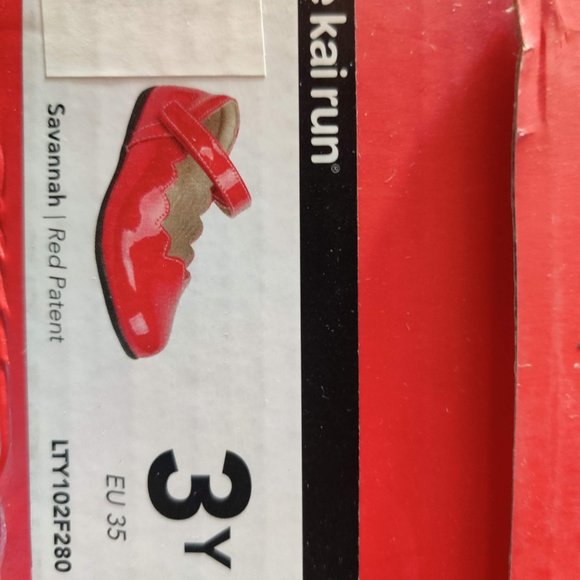 kai run®
3Y
EU 35
Savannah | Red Patent
LTY102F280